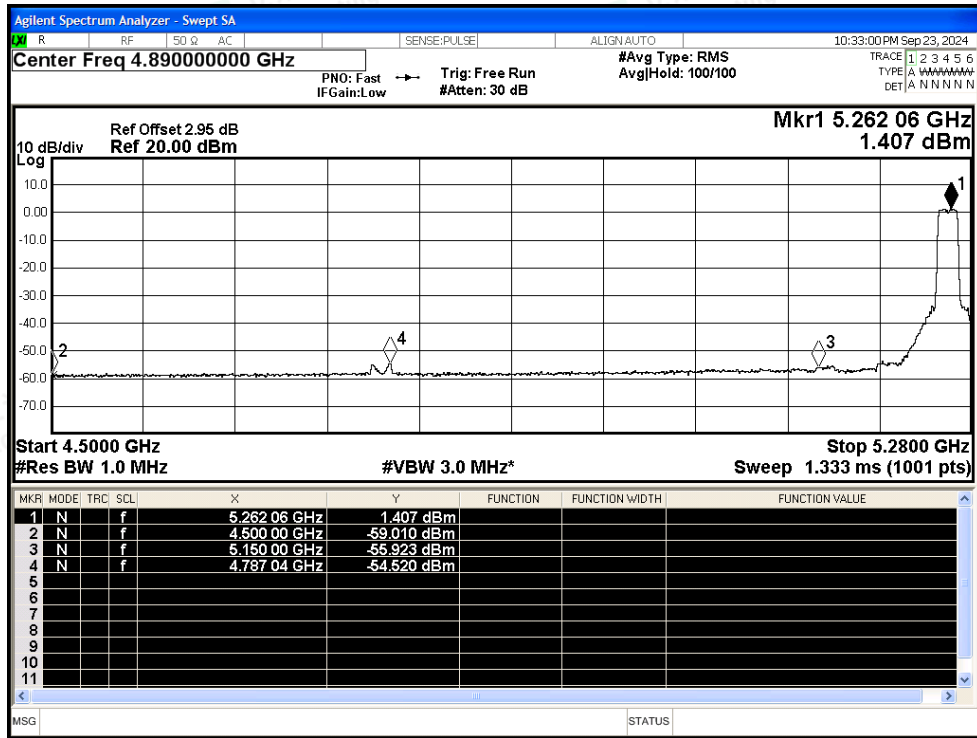 Agilent Spectrum Analyzer - Swept SA
LXI R RF 50 Ω AC SENSE:PULSE ALIGN AUTO 10:33:00 PM Sep 23, 2024
Center Freq 4.890000000 GHz
PNO: Fast
IFGain:Low
Trig: Free Run
#Atten: 30 dB
#Avg Type: RMS
Avg|Hold: 100/100
TRACE 1 2 3 4 5 6
TYPE A WWWWW
DET A N N N N N
Ref Offset 2.95 dB
10 dB/div Ref 20.00 dBm
Log
Mkr1 5.262 06 GHz
1.407 dBm
10.0
0.00
-10.0
-20.0
-30.0
-40.0
-50.0
-60.0
-70.0
1
2
4
3
Start 4.5000 GHz Stop 5.2800 GHz
#Res BW 1.0 MHz #VBW 3.0 MHz* Sweep 1.333 ms (1001 pts)
MKR MODE TRC SCL X Y FUNCTION FUNCTION WIDTH FUNCTION VALUE
1 N f 5.262 06 GHz 1.407 dBm
2 N f 4.500 00 GHz -59.010 dBm
3 N f 5.150 00 GHz -55.923 dBm
4 N f 4.787 04 GHz -54.520 dBm
5
6
7
8
9
10
11
MSG STATUS